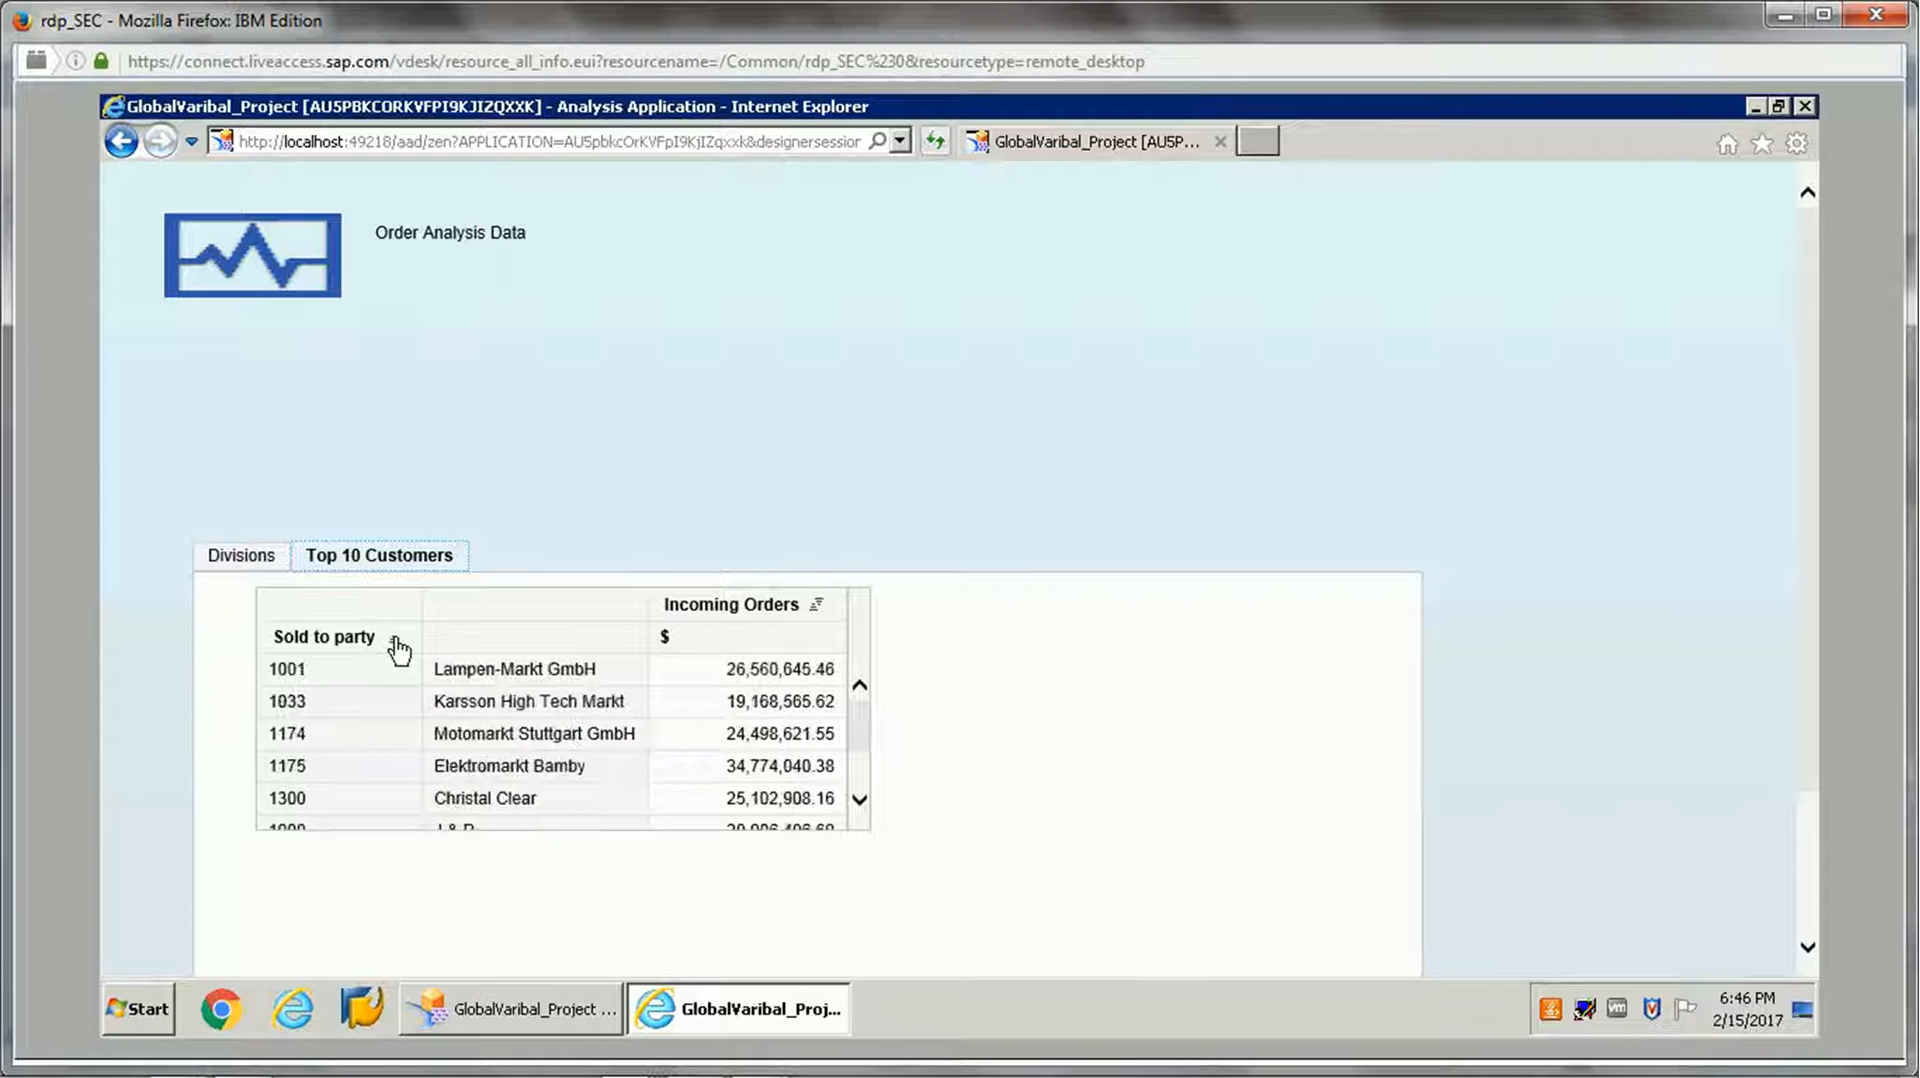 rdp_SEC - Mozilla Firefox: IBM Edition
https://connect.liveaccess.sap.com/vdesk/resource_all_info.eui?resourcename=/Common/rdp_SEC%230&resourcetype=remote_desktop
GlobalVaribal_Project [AU5PBKCORKVFPI9KJIZQXXK] - Analysis Application - Internet Explorer
http://localhost:49218/aad/zen?APPLICATION=AU5pbkcOrKVFpI9KjIZqxxk&designersession
GlobalVaribal_Project [AU5P...
Order Analysis Data
Divisions
Top 10 Customers
Incoming Orders
Sold to party $
1001 Lampen-Markt GmbH 26,560,645.46
1033 Karsson High Tech Markt 19,168,565.62
1174 Motomarkt Stuttgart GmbH 24,498,621.55
1175 Elektromarkt Bamby 34,774,040.38
1300 Christal Clear 25,102,908.16
Start
GlobalVaribal_Project ...
GlobalVaribal_Proj...
vm
6:46 PM
2/15/2017